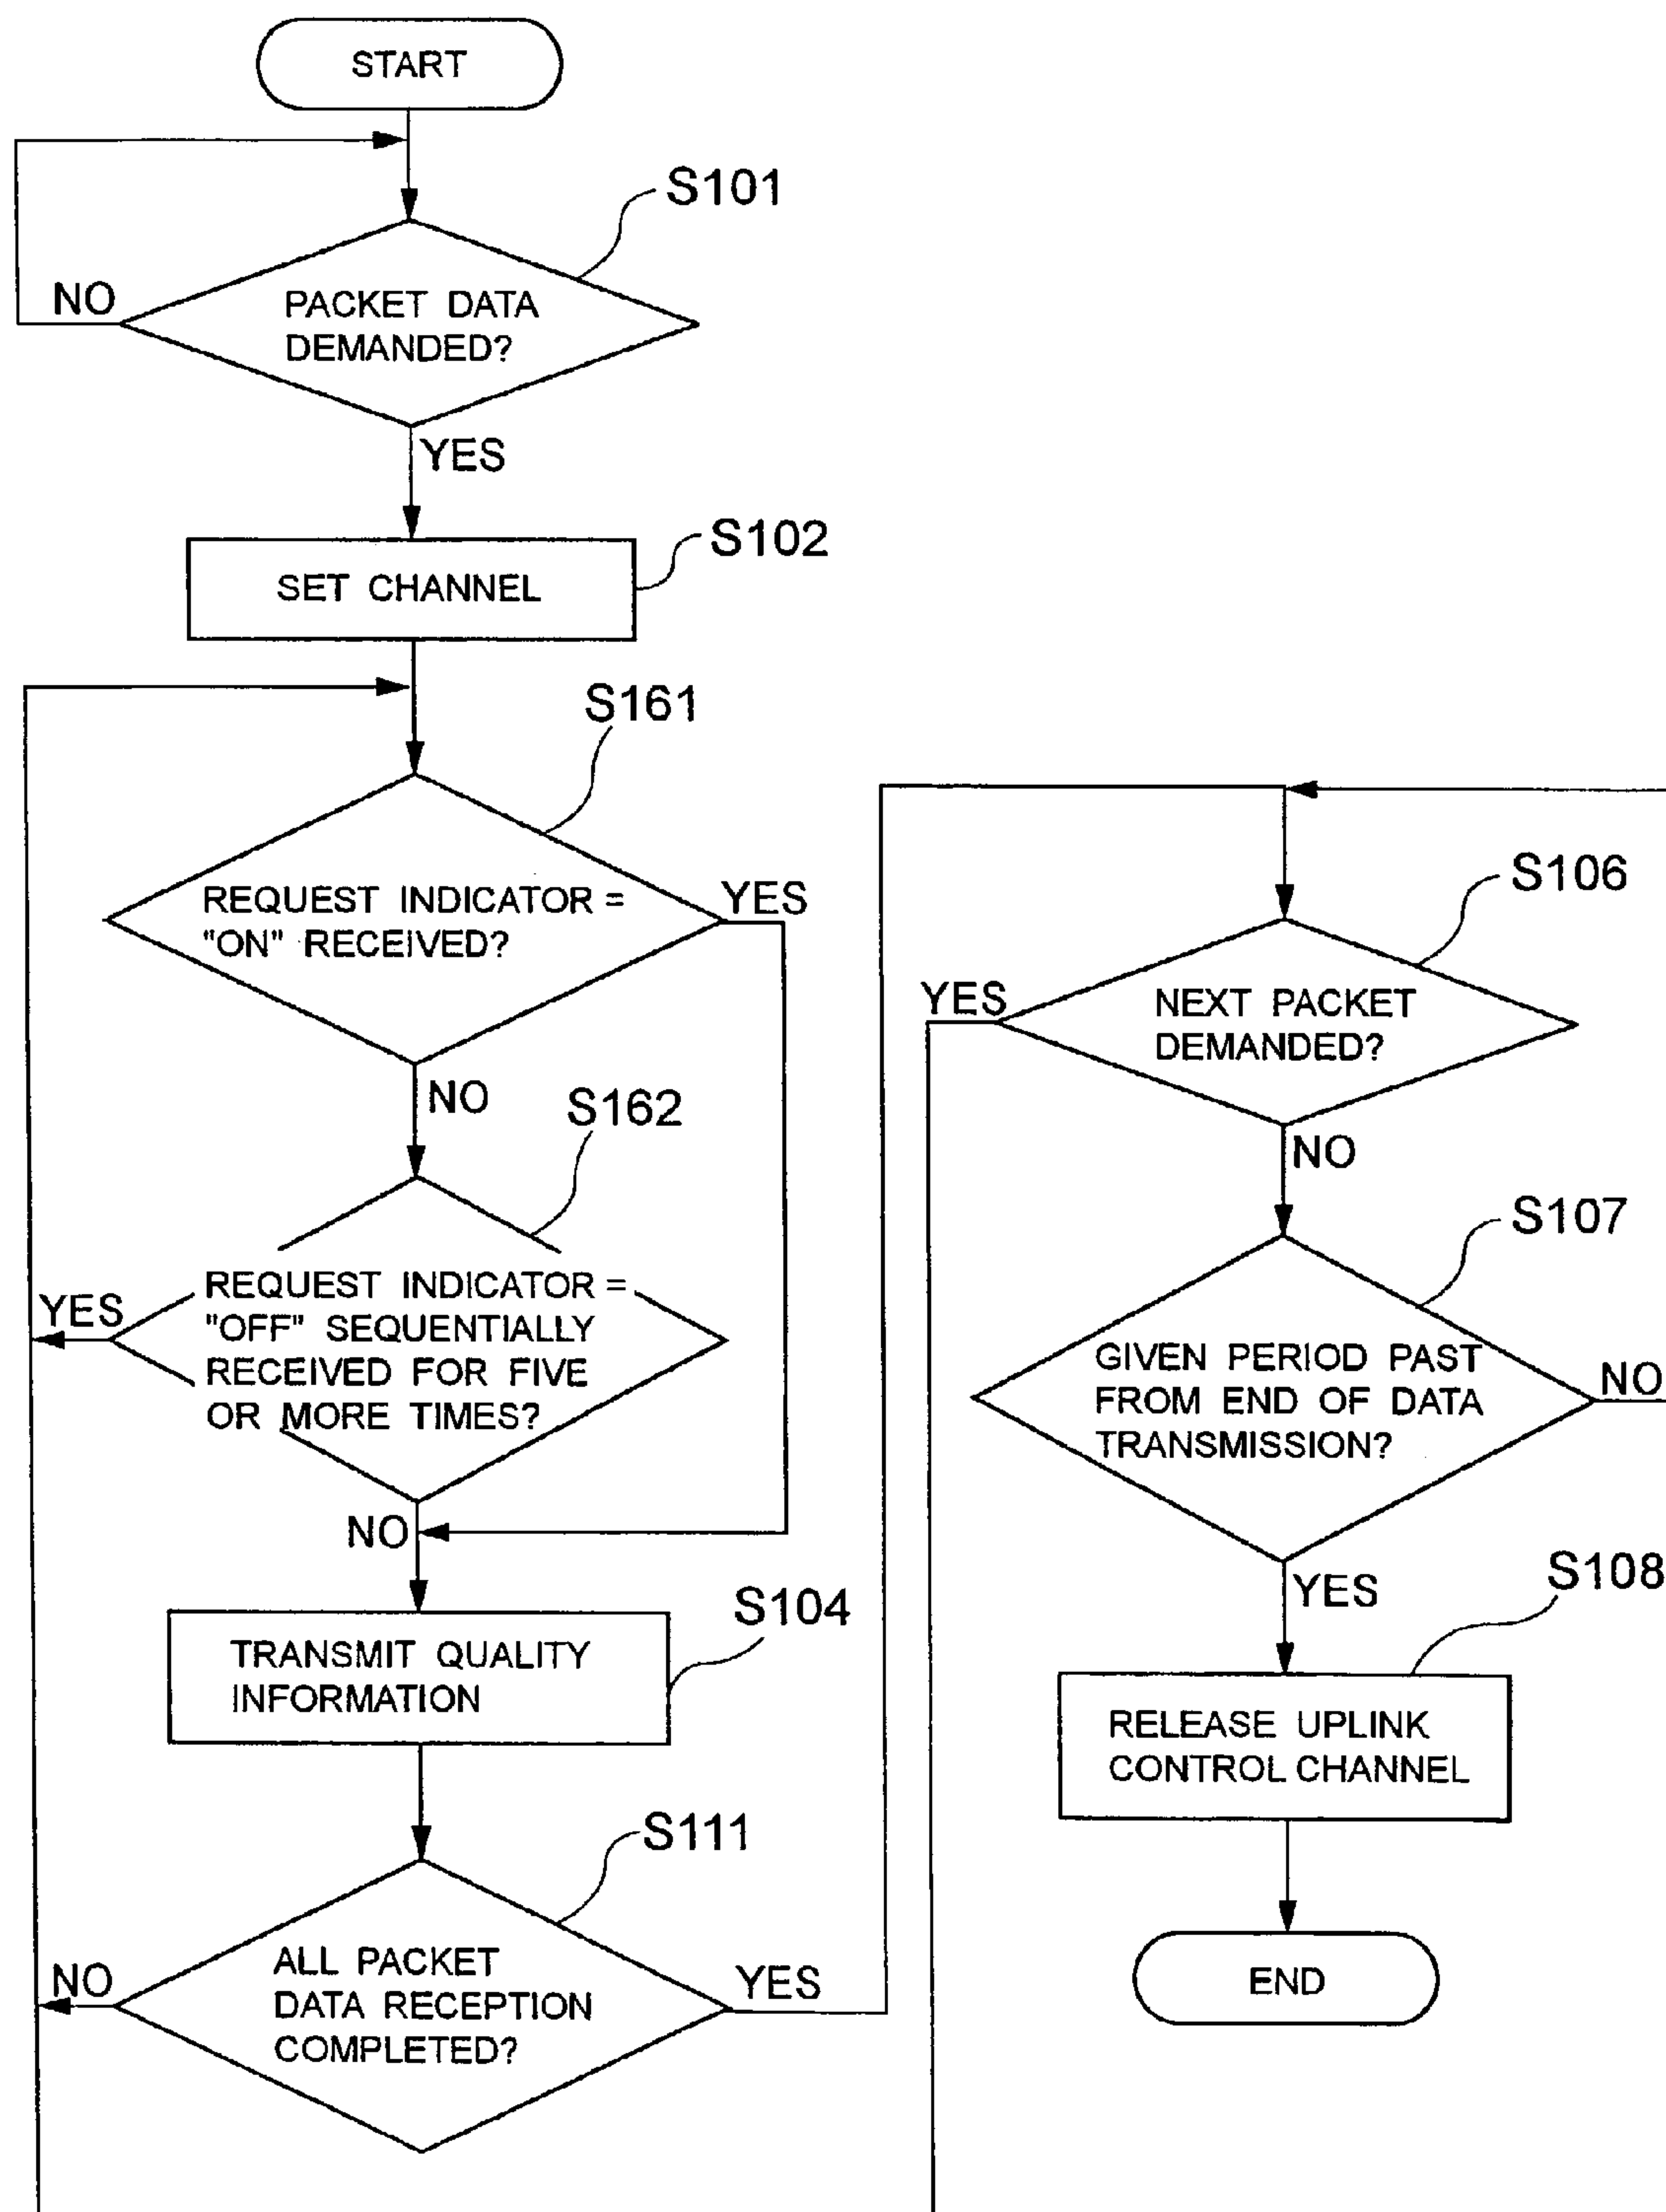 START
S101
NO
PACKET DATA
DEMANDED?
YES
S102
SET CHANNEL
S161
REQUEST INDICATOR =
"ON" RECEIVED?
YES
NO
S162
REQUEST INDICATOR =
"OFF" SEQUENTIALLY
RECEIVED FOR FIVE
OR MORE TIMES?
YES
NO
S104
TRANSMIT QUALITY
INFORMATION
S111
ALL PACKET
DATA RECEPTION
COMPLETED?
NO
YES
S106
YES
NEXT PACKET
DEMANDED?
NO
S107
GIVEN PERIOD PAST
FROM END OF DATA
TRANSMISSION?
NO
YES
S108
RELEASE UPLINK
CONTROL CHANNEL
END